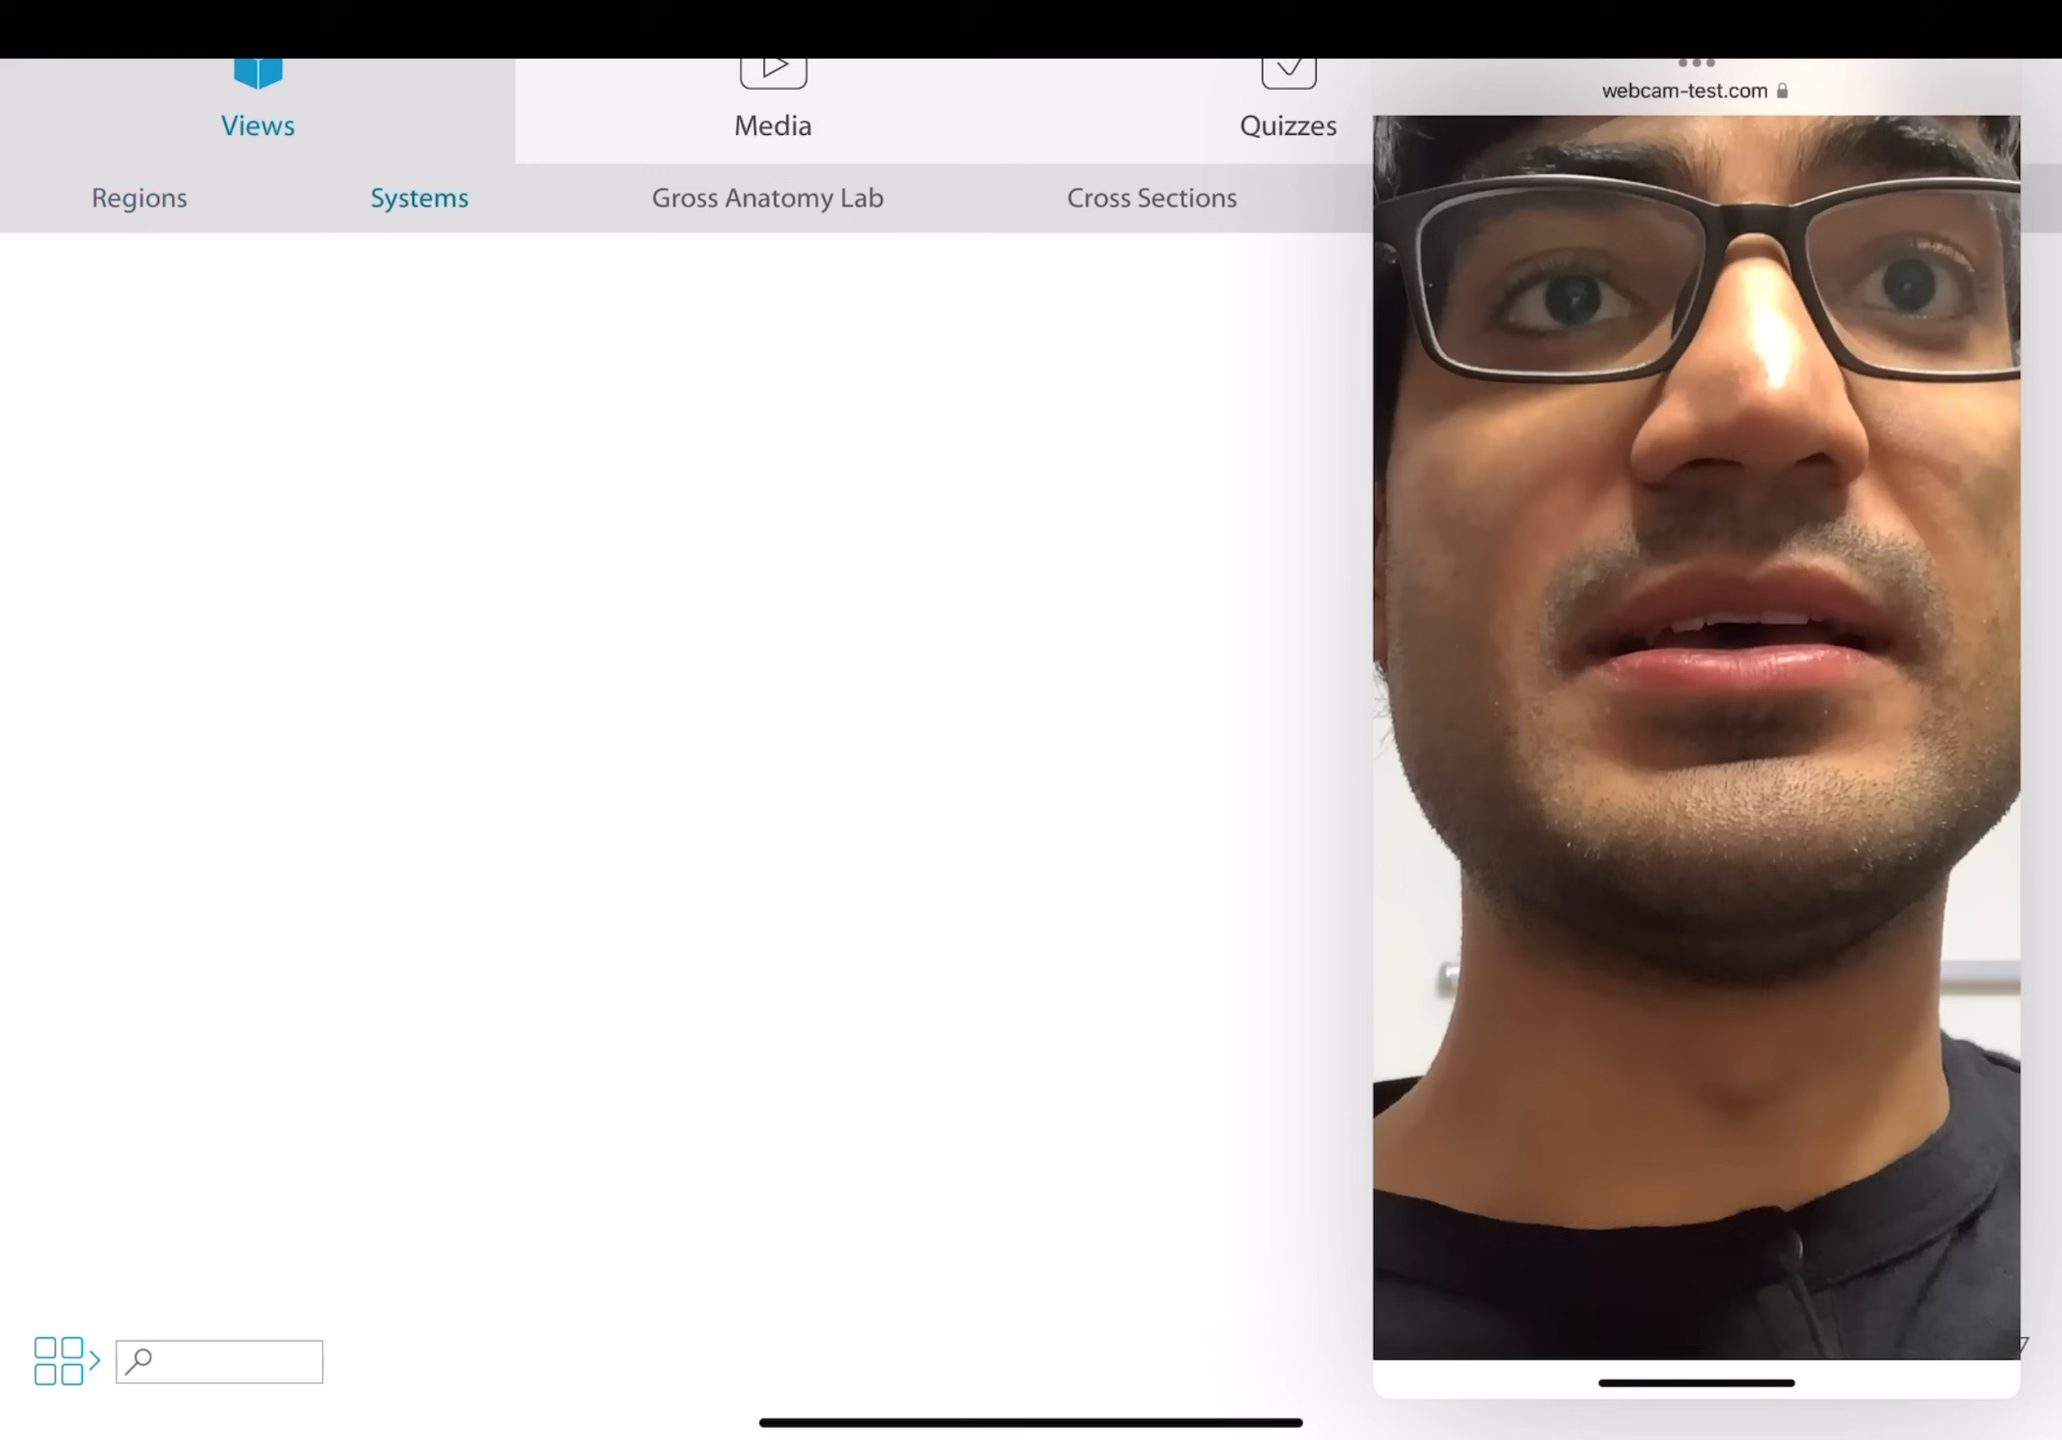 webcam-test.com
Views
Media
Quizzes
Regions
Systems
Gross Anatomy Lab
Cross Sections